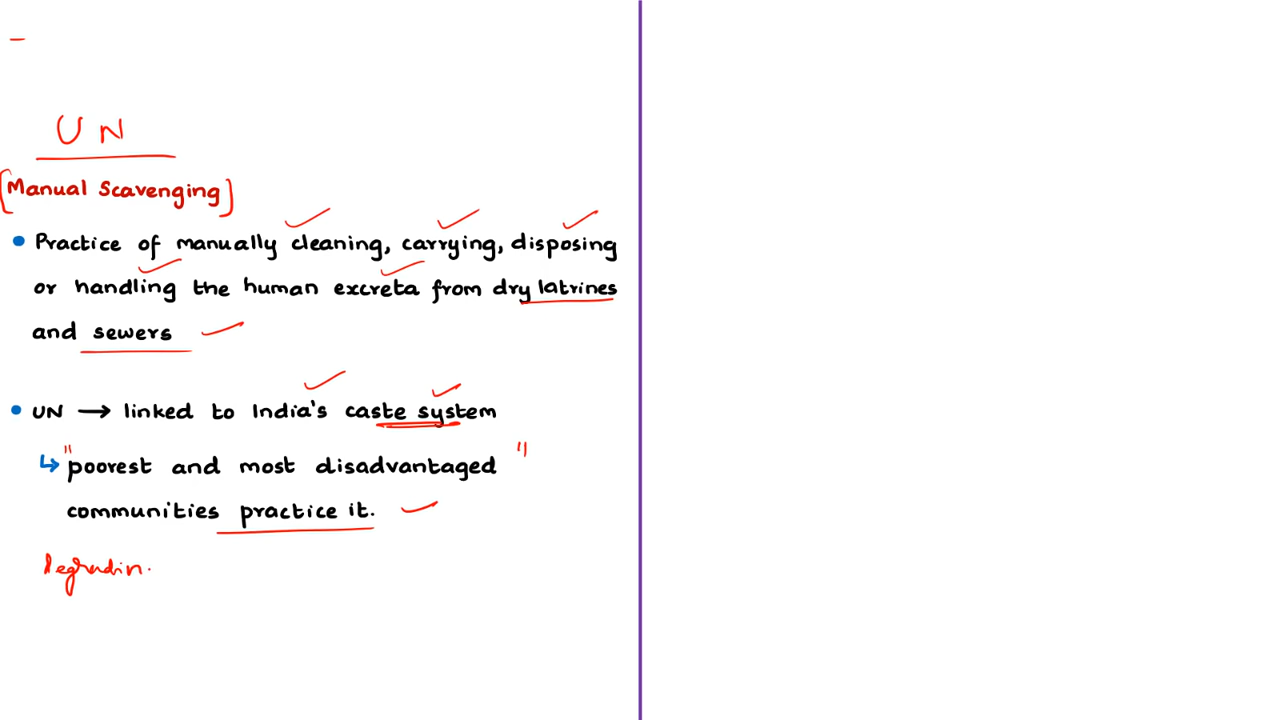 UN
[Manual Scavenging]
• Practice of manually cleaning, carrying, disposing
or handling the human excreta from dry latrines
and sewers
• UN → linked to India's caste system
↳ "poorest and most disadvantaged"
communities practice it.